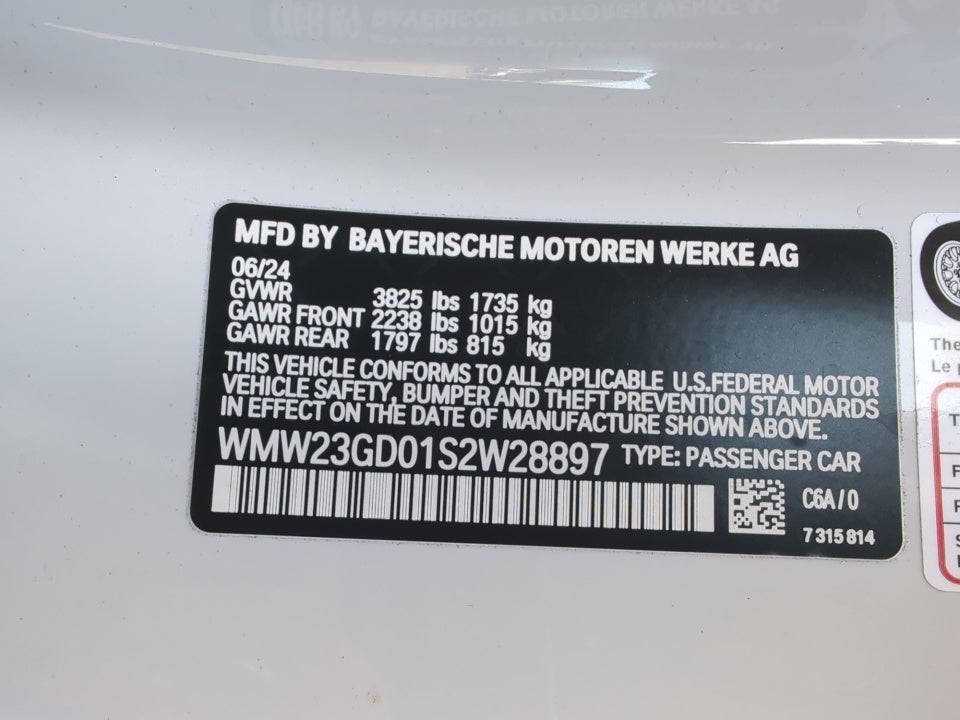 MFD BY BAYERISCHE MOTOREN WERKE AG
06/24
GVWR 3825 lbs 1735 kg
GAWR FRONT 2238 lbs 1015 kg
GAWR REAR 1797 lbs 815 kg
THIS VEHICLE CONFORMS TO ALL APPLICABLE U.S.FEDERAL MOTOR
VEHICLE SAFETY, BUMPER AND THEFT PREVENTION STANDARDS
IN EFFECT ON THE DATE OF MANUFACTURE SHOWN ABOVE.
WMW23GD01S2W28897 TYPE: PASSENGER CAR
C6A/0
7 315 814
The
Le